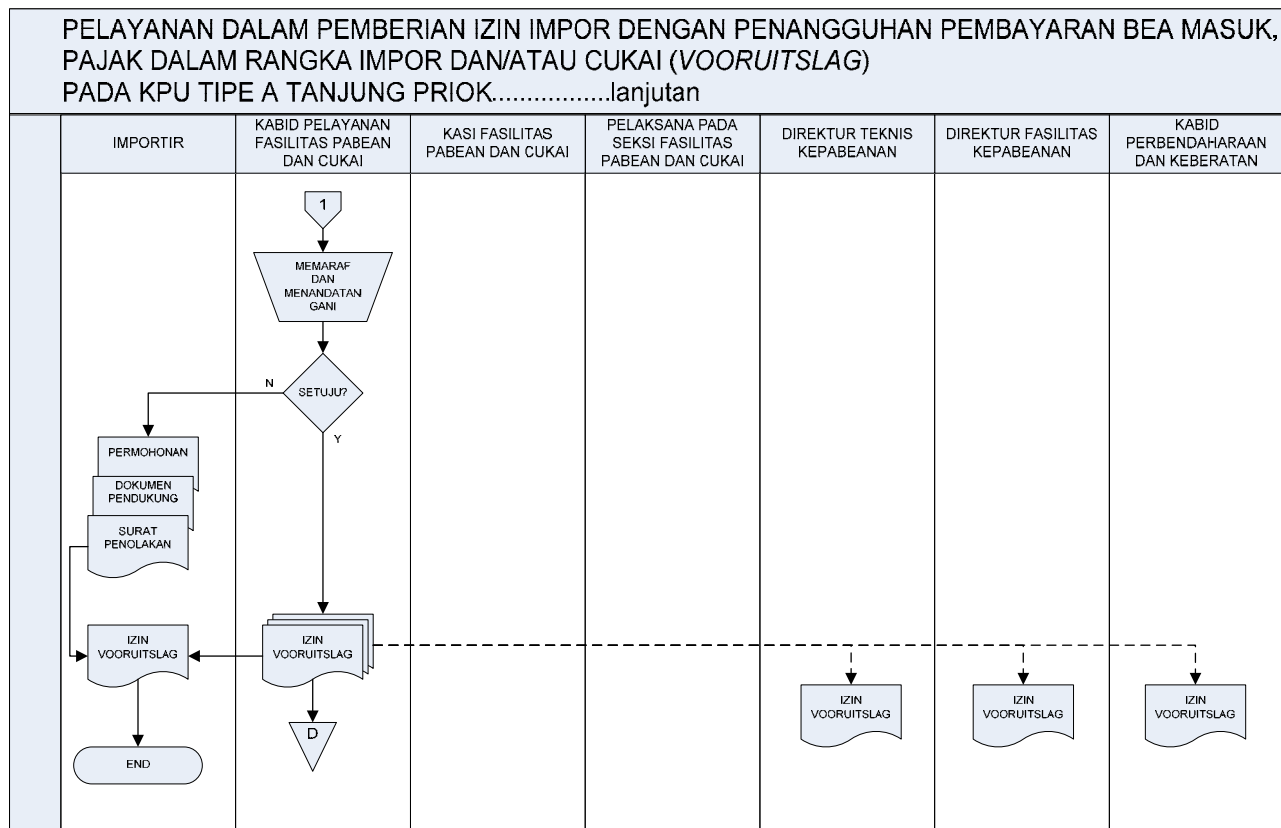 PELAYANAN DALAM PEMBERIAN IZIN IMPOR DENGAN PENANGGUHAN PEMBAYARAN BEA MASUK,
PAJAK DALAM RANGKA IMPOR DAN/ATAU CUKAI (VOORUITSLAG)
PADA KPU TIPE A TANJUNG PRIOK.................lanjutan
IMPORTIR
KABID PELAYANAN
FASILITAS PABEAN
DAN CUKAI
KASI FASILITAS
PABEAN DAN CUKAI
PELAKSANA PADA
SEKSI FASILITAS
PABEAN DAN CUKAI
DIREKTUR TEKNIS
KEPABEANAN
DIREKTUR FASILITAS
KEPABEANAN
KABID
PERBENDAHARAAN
DAN KEBERATAN
1
MEMARAF
DAN
MENANDATAN
GANI
SETUJU?
N
Y
PERMOHONAN
DOKUMEN
PENDUKUNG
SURAT
PENOLAKAN
IZIN
VOORUITSLAG
IZIN
VOORUITSLAG
IZIN
VOORUITSLAG
IZIN
VOORUITSLAG
IZIN
VOORUITSLAG
D
END